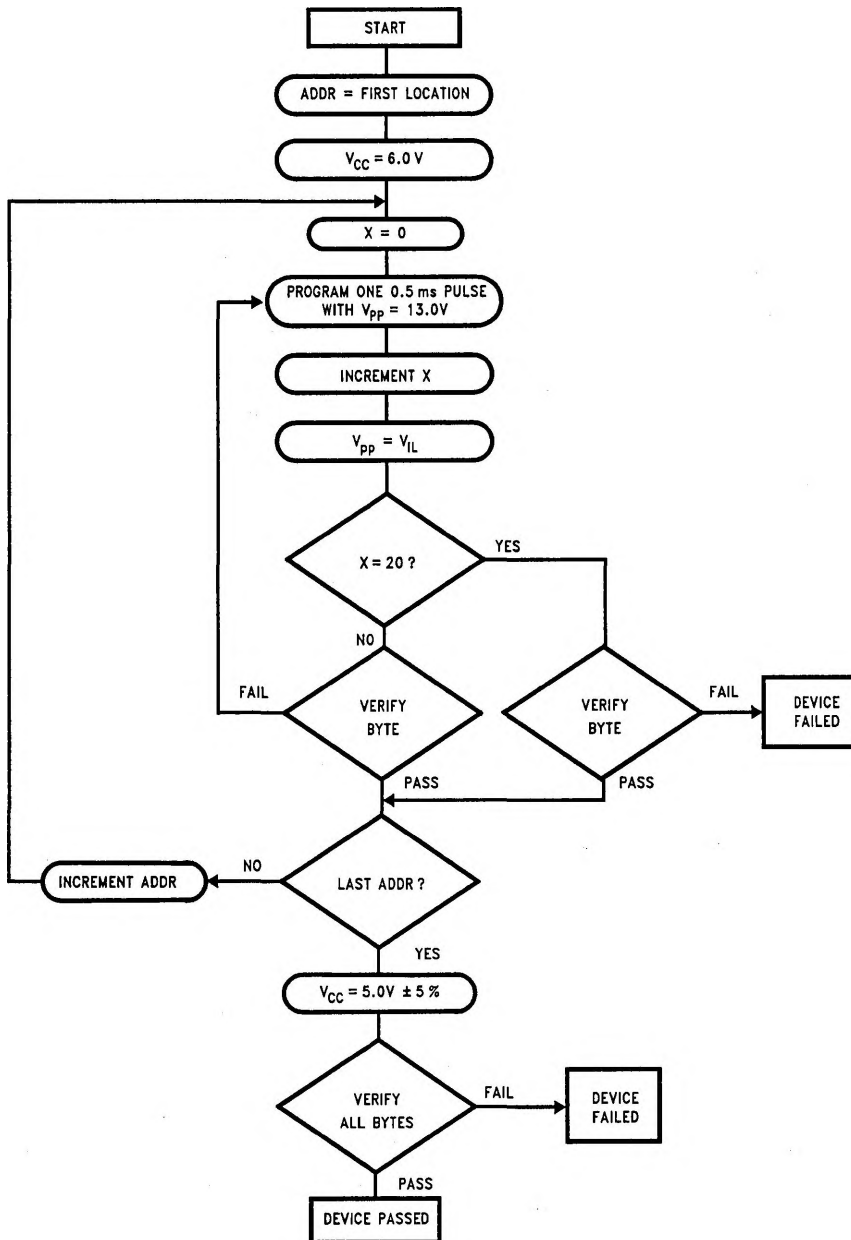 START
ADDR = FIRST LOCATION
VCC = 6.0 V
X = 0
PROGRAM ONE 0.5 ms PULSE
WITH VPP = 13.0V
INCREMENT X
Vpp = VIL
X = 20 ?
YES
NO
VERIFY
BYTE
FAIL
PASS
VERIFY
BYTE
FAIL
DEVICE
FAILED
PASS
LAST ADDR ?
NO
INCREMENT ADDR
YES
VCC = 5.0V ± 5 %
VERIFY
ALL BYTES
FAIL
DEVICE
FAILED
PASS
DEVICE PASSED